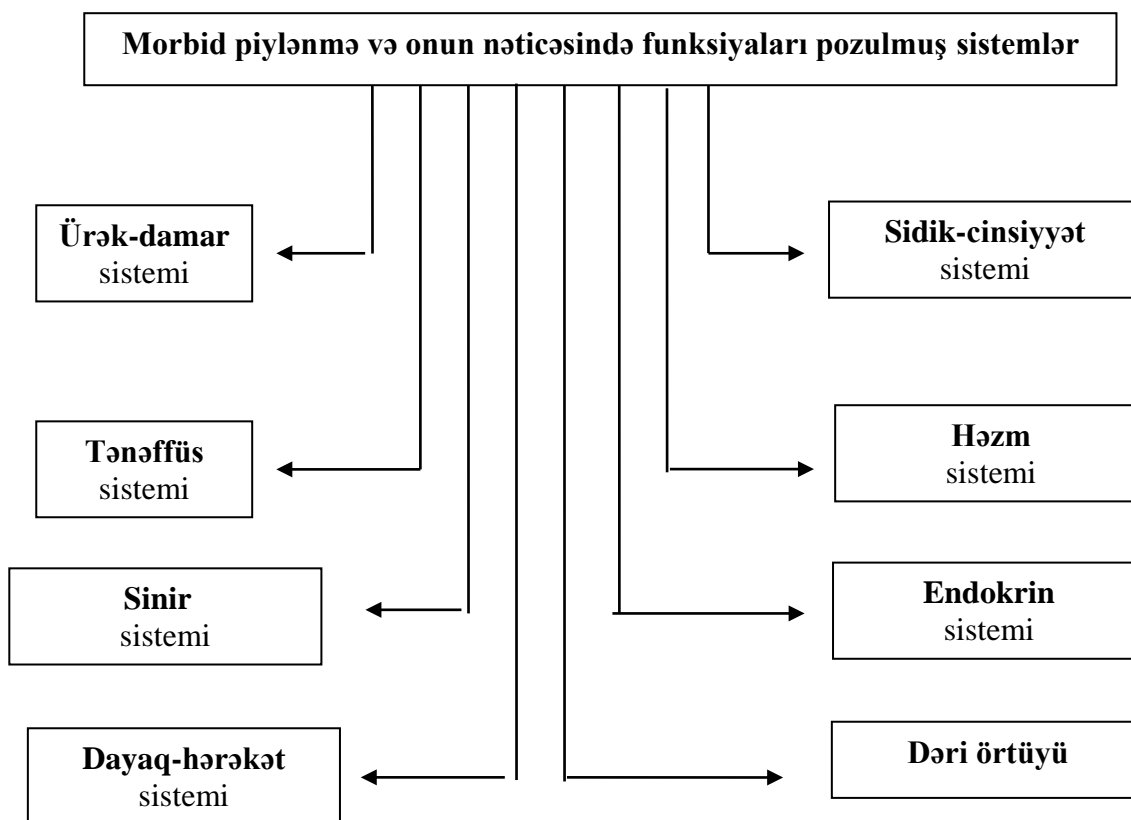 Morbid piylənmə və onun nəticəsində funksiyaları pozulmuş sistemlər
Ürək-damar
sistemi
Sidik-cinsiyyət
sistemi
Tənəffüs
sistemi
Həzm
sistemi
Sinir
sistemi
Endokrin
sistemi
Dayaq-hərəkət
sistemi
Dəri örtüyü